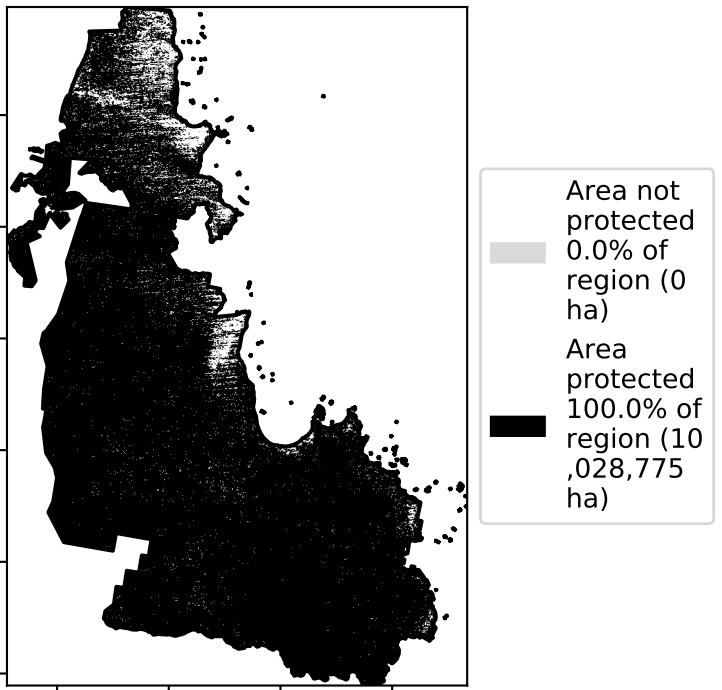 Area not
protected
0.0% of
region (0
ha)
Area
protected
100.0% of
region (10
,028,775
ha)